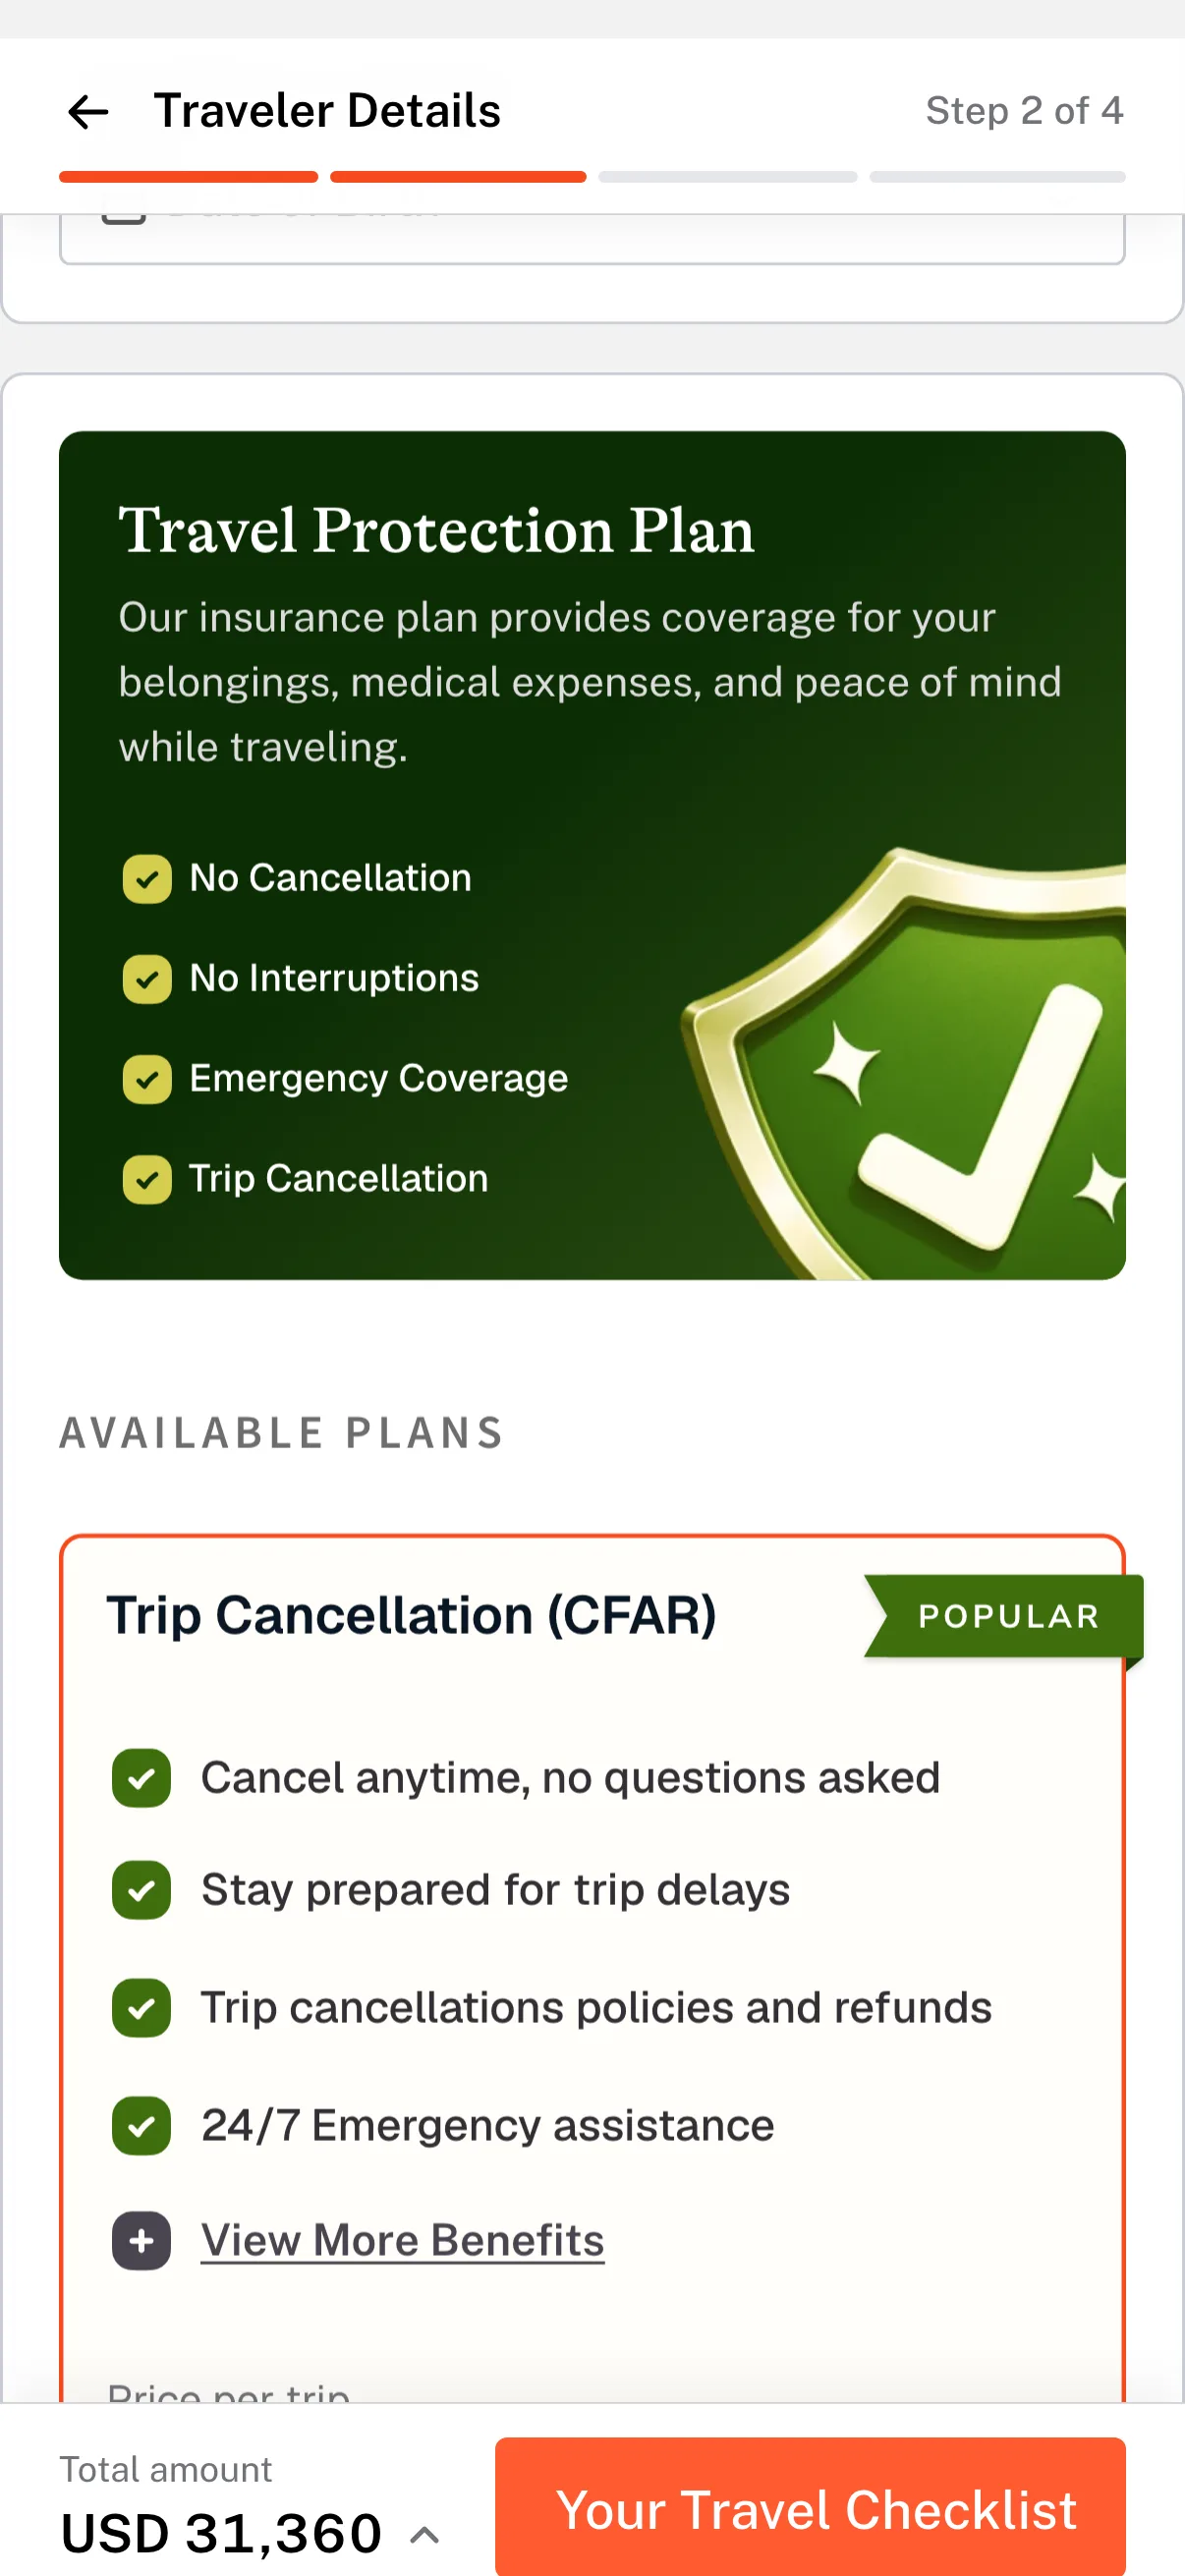 Traveler Details
Step 2 of 4
Travel Protection Plan
Our insurance plan provides coverage for your
belongings, medical expenses, and peace of mind
while traveling.
No Cancellation
No Interruptions
Emergency Coverage
Trip Cancellation
AVAILABLE PLANS
Trip Cancellation (CFAR)
POPULAR
Cancel anytime, no questions asked
Stay prepared for trip delays
Trip cancellations policies and refunds
24/7 Emergency assistance
View More Benefits
Price per trip
Total amount
USD 31,360
Your Travel Checklist